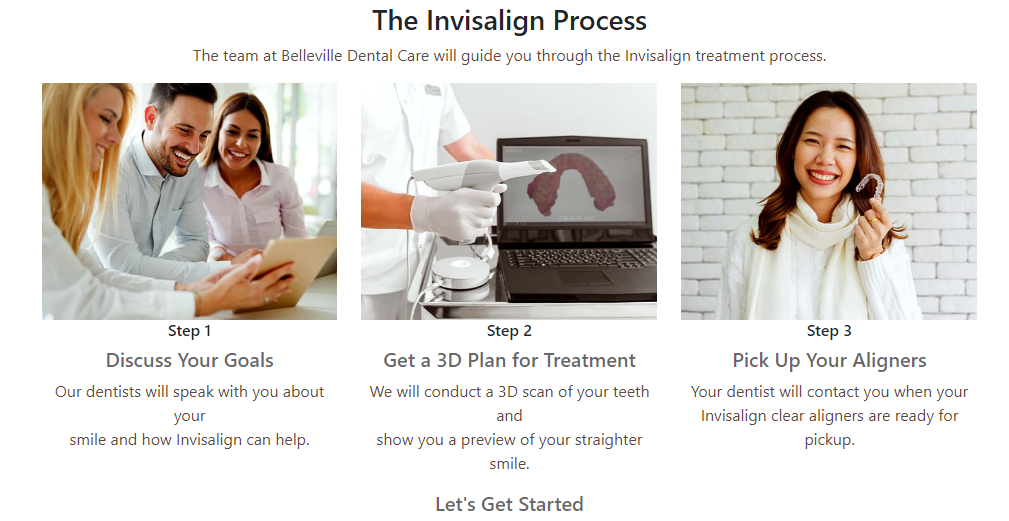 The Invisalign Process
The team at Belleville Dental Care will guide you through the Invisalign treatment process.
Step 1
Discuss Your Goals
Our dentists will speak with you about
your
smile and how Invisalign can help.
Step 2
Get a 3D Plan for Treatment
We will conduct a 3D scan of your teeth
and
show you a preview of your straighter
smile.
Step 3
Pick Up Your Aligners
Your dentist will contact you when your
Invisalign clear aligners are ready for
pickup.
Let's Get Started